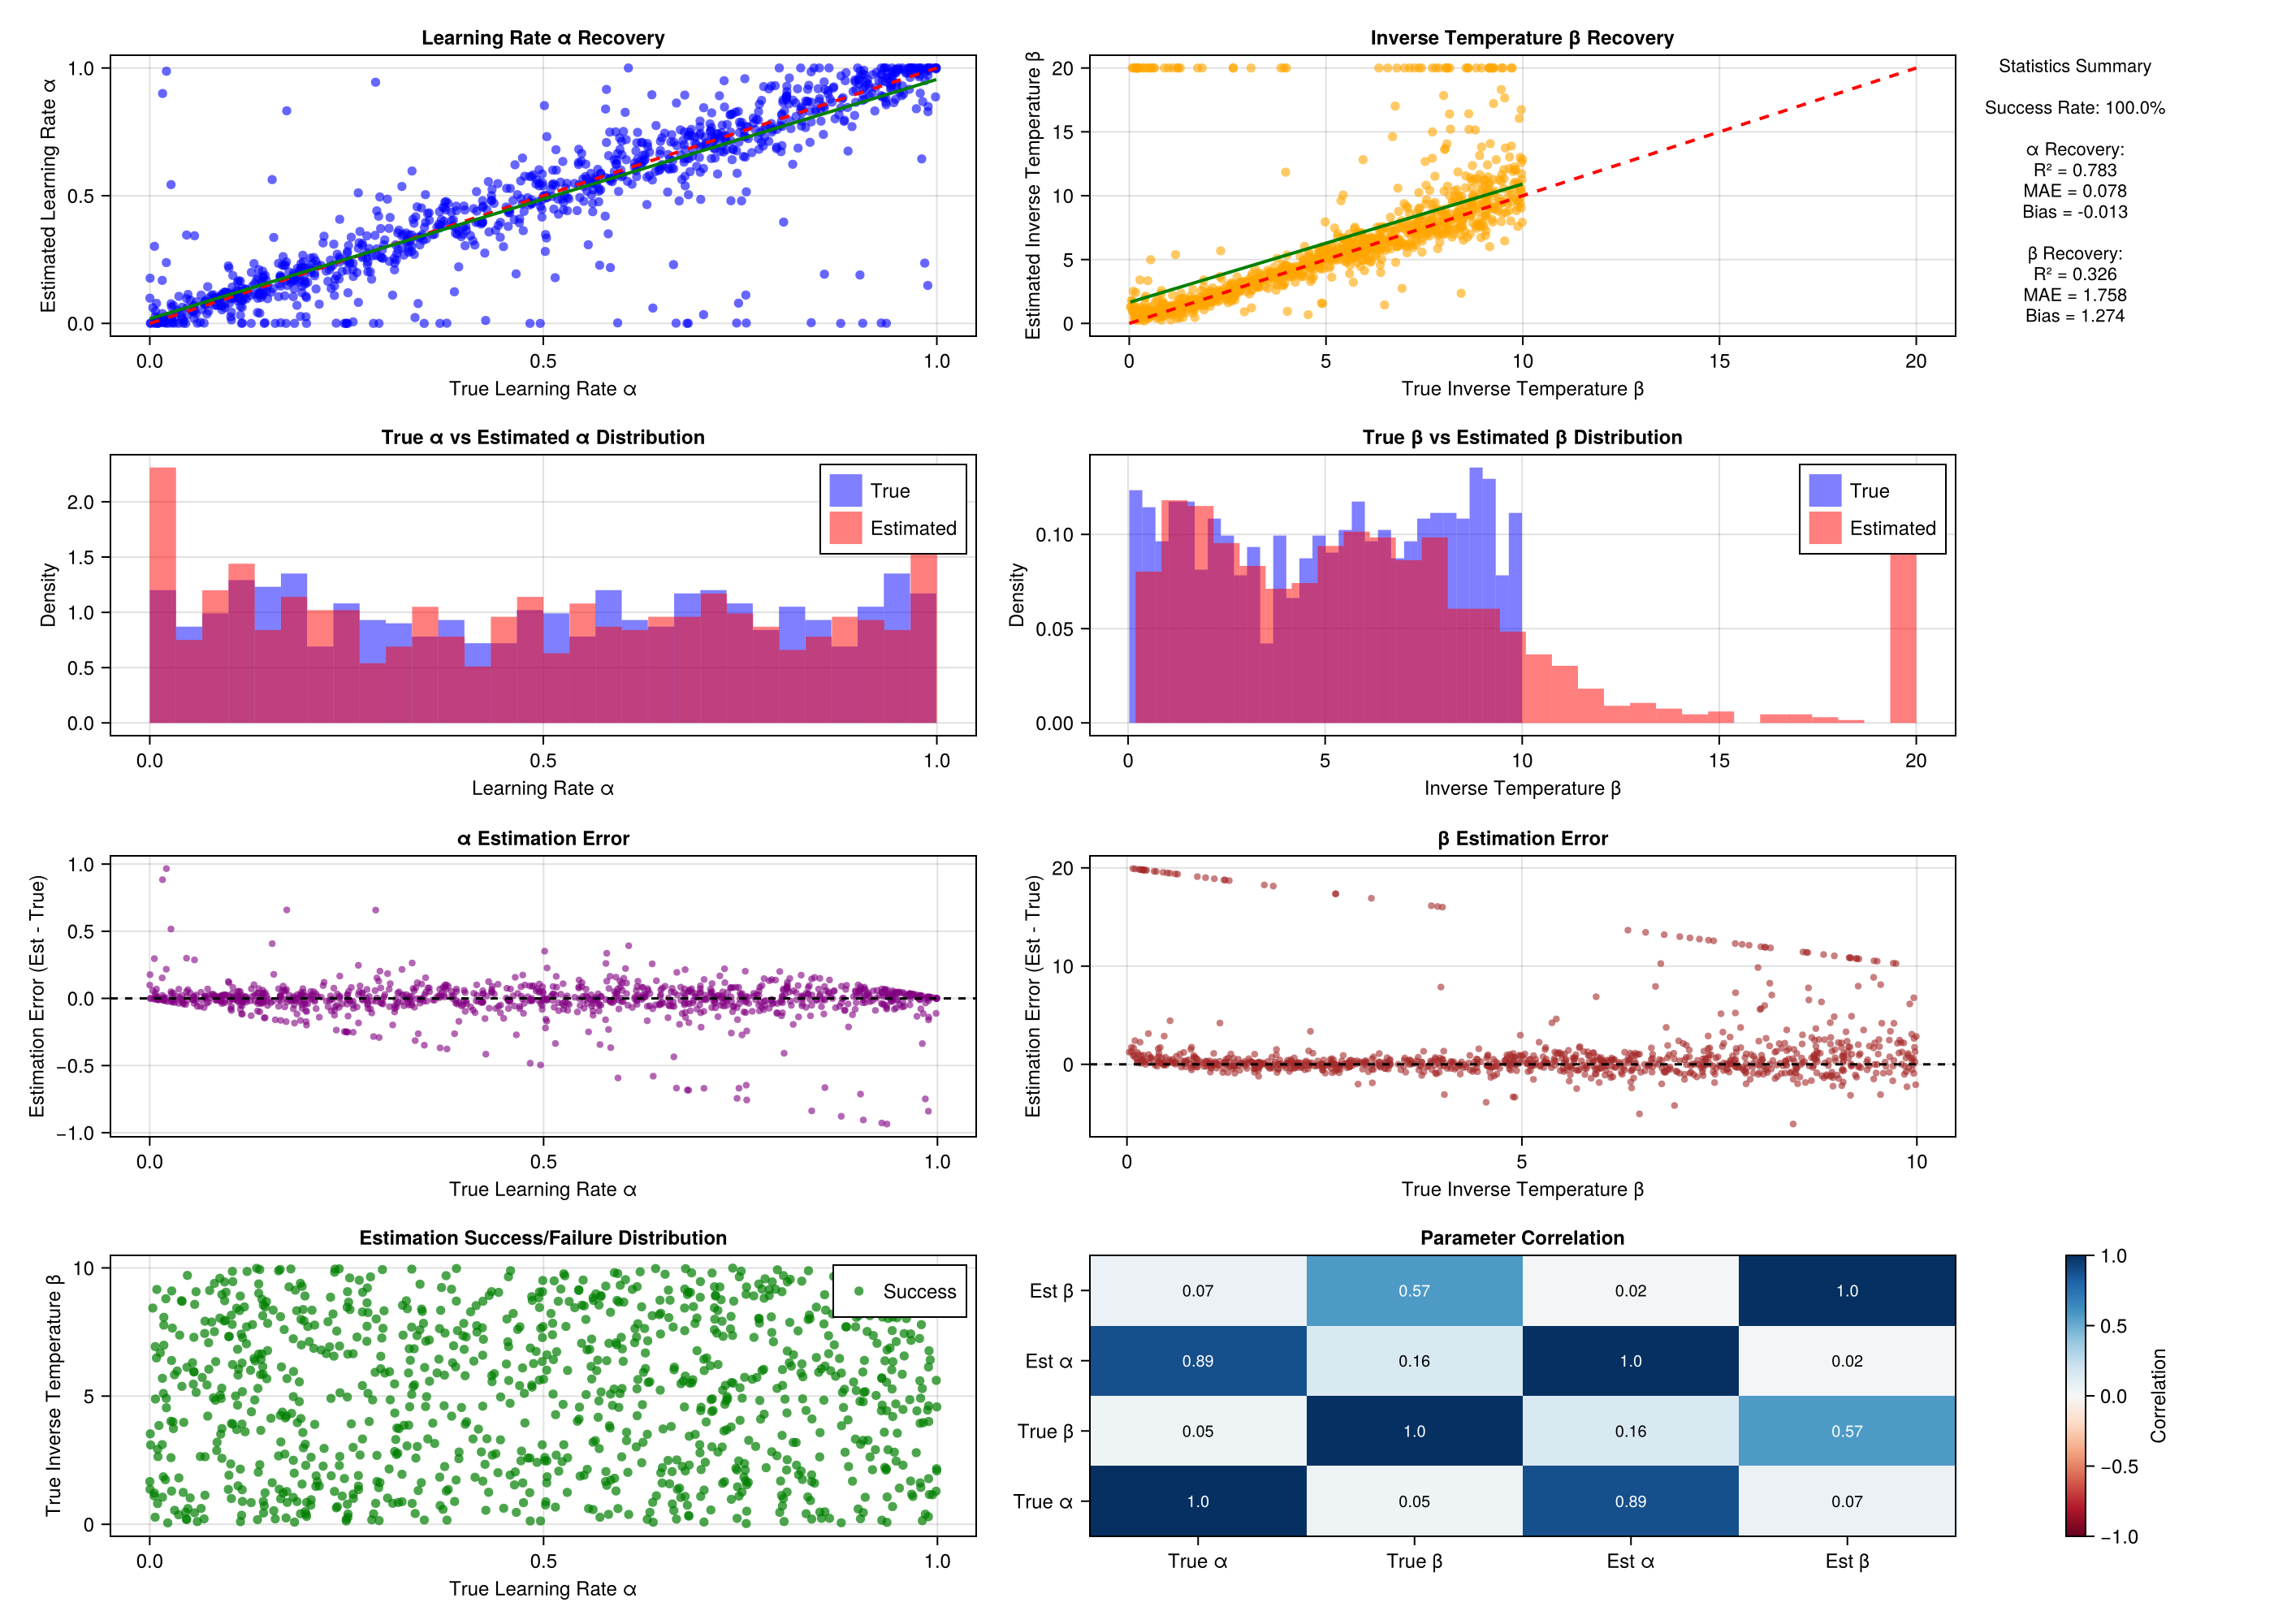 Learning Rate α Recovery
Estimated Learning Rate α
1.0
0.5
0.0
0.0
0.5
1.0
True Learning Rate α
Inverse Temperature β Recovery
Estimated Inverse Temperature β
20
15
10
5
0
0
5
10
15
20
True Inverse Temperature β
Statistics Summary
Success Rate: 100.0%
α Recovery:
R² = 0.783
MAE = 0.078
Bias = -0.013
β Recovery:
R² = 0.326
MAE = 1.758
Bias = 1.274
True α vs Estimated α Distribution
Density
2.0
1.5
1.0
0.5
0.0
True
Estimated
0.0
0.5
1.0
Learning Rate α
True β vs Estimated β Distribution
Density
0.10
0.05
0.00
True
Estimated
0
5
10
15
20
Inverse Temperature β
α Estimation Error
Estimation Error (Est - True)
1.0
0.5
0.0
−0.5
−1.0
0.0
0.5
1.0
True Learning Rate α
β Estimation Error
Estimation Error (Est - True)
20
10
0
0
5
10
True Inverse Temperature β
Estimation Success/Failure Distribution
True Inverse Temperature β
10
5
0
Success
0.0
0.5
1.0
True Learning Rate α
Parameter Correlation
Est β
0.07
0.57
0.02
1.0
Est α
0.89
0.16
1.0
0.02
True β
0.05
1.0
0.16
0.57
True α
1.0
0.05
0.89
0.07
True α
True β
Est α
Est β
1.0
0.5
0.0
−0.5
−1.0
Correlation